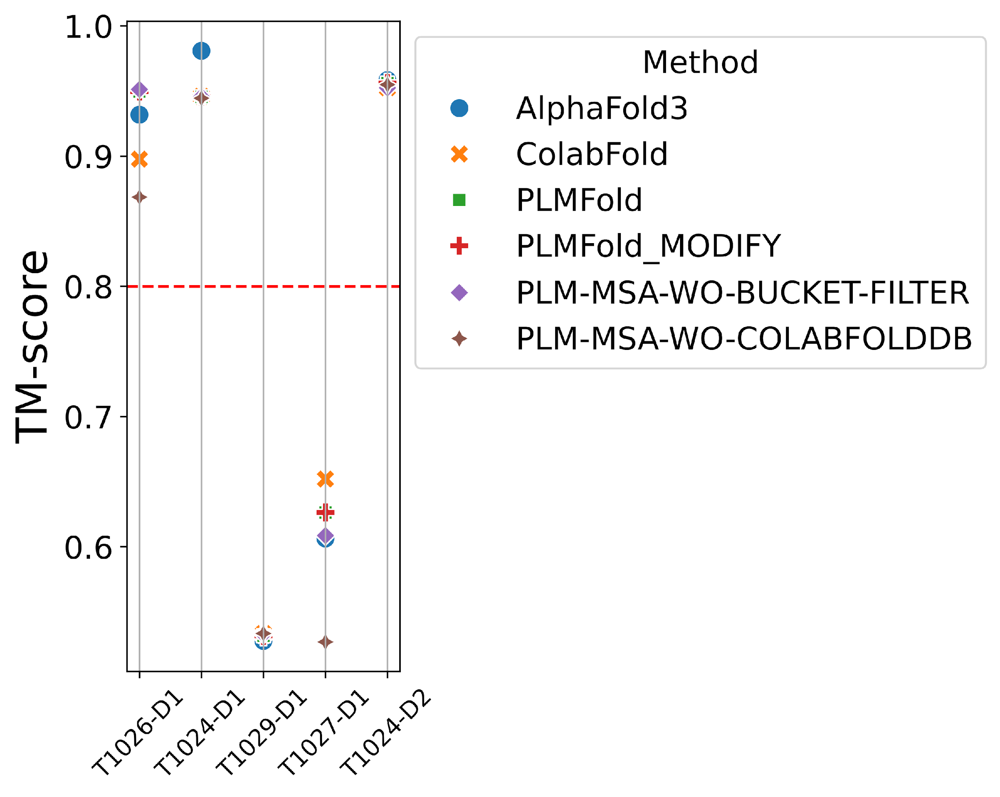 TM-score
1.0
0.9
0.8
0.7
0.6
T1026-D1
T1024-D1
T1029-D1
T1027-D1
T1024-D2
Method
AlphaFold3
ColabFold
PLMFold
PLMFold_MODIFY
PLM-MSA-WO-BUCKET-FILTER
PLM-MSA-WO-COLABFOLDDB